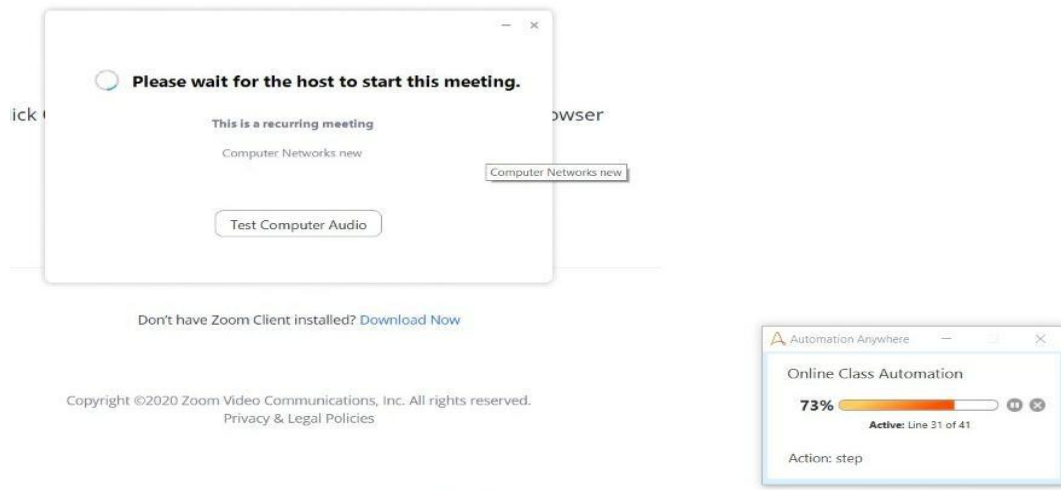 Please wait for the host to start this meeting.
ick
owser
This is a recurring meeting
Computer Networks new
Computer Networks new
Test Computer Audio
Don't have Zoom Client installed? Download Now
Copyright ©2020 Zoom Video Communications, Inc. All rights reserved.
Privacy & Legal Policies
Automation Anywhere
Online Class Automation
73%
Active: Line 31 of 41
Action: step